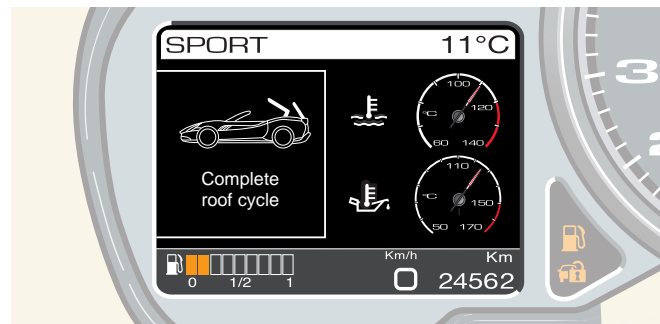 SPORT 11°C
Complete
roof cycle
100
°C 120
60 140
110
°C 150
50 170
Km/h Km
0 1/2 1
0 24562
3
2